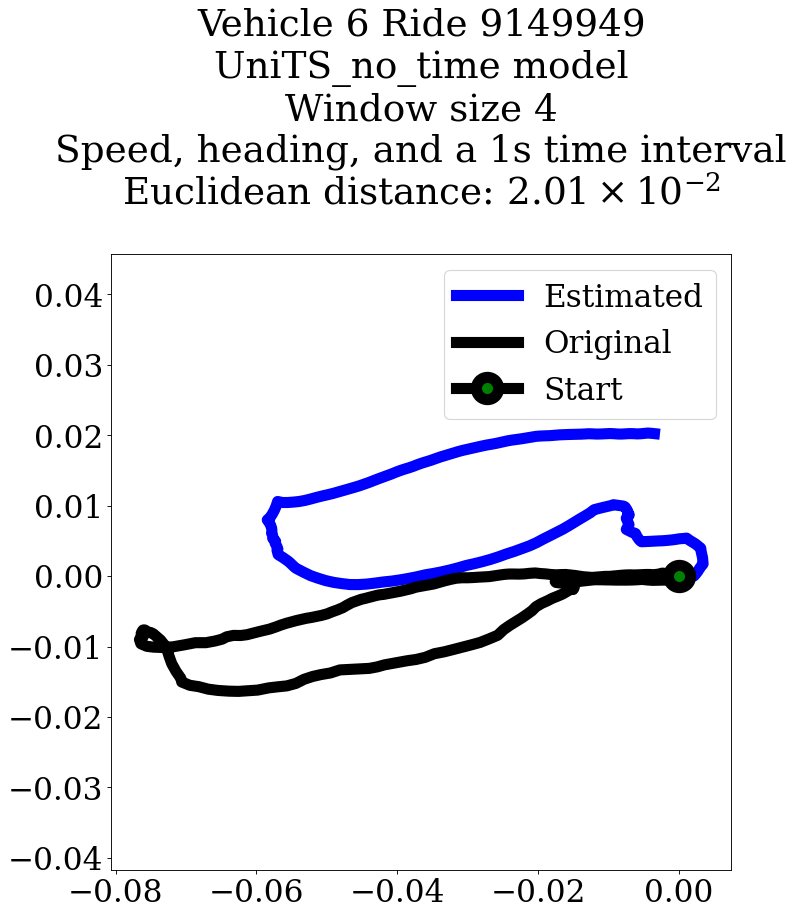 Vehicle 6 Ride 9149949
UniTS_no_time model
Window size 4
Speed, heading, and a 1s time interval
Euclidean distance: 2.01 × 10⁻²
Estimated
Original
Start
0.04
0.03
0.02
0.01
0.00
−0.01
−0.02
−0.03
−0.04
−0.08 −0.06 −0.04 −0.02 0.00